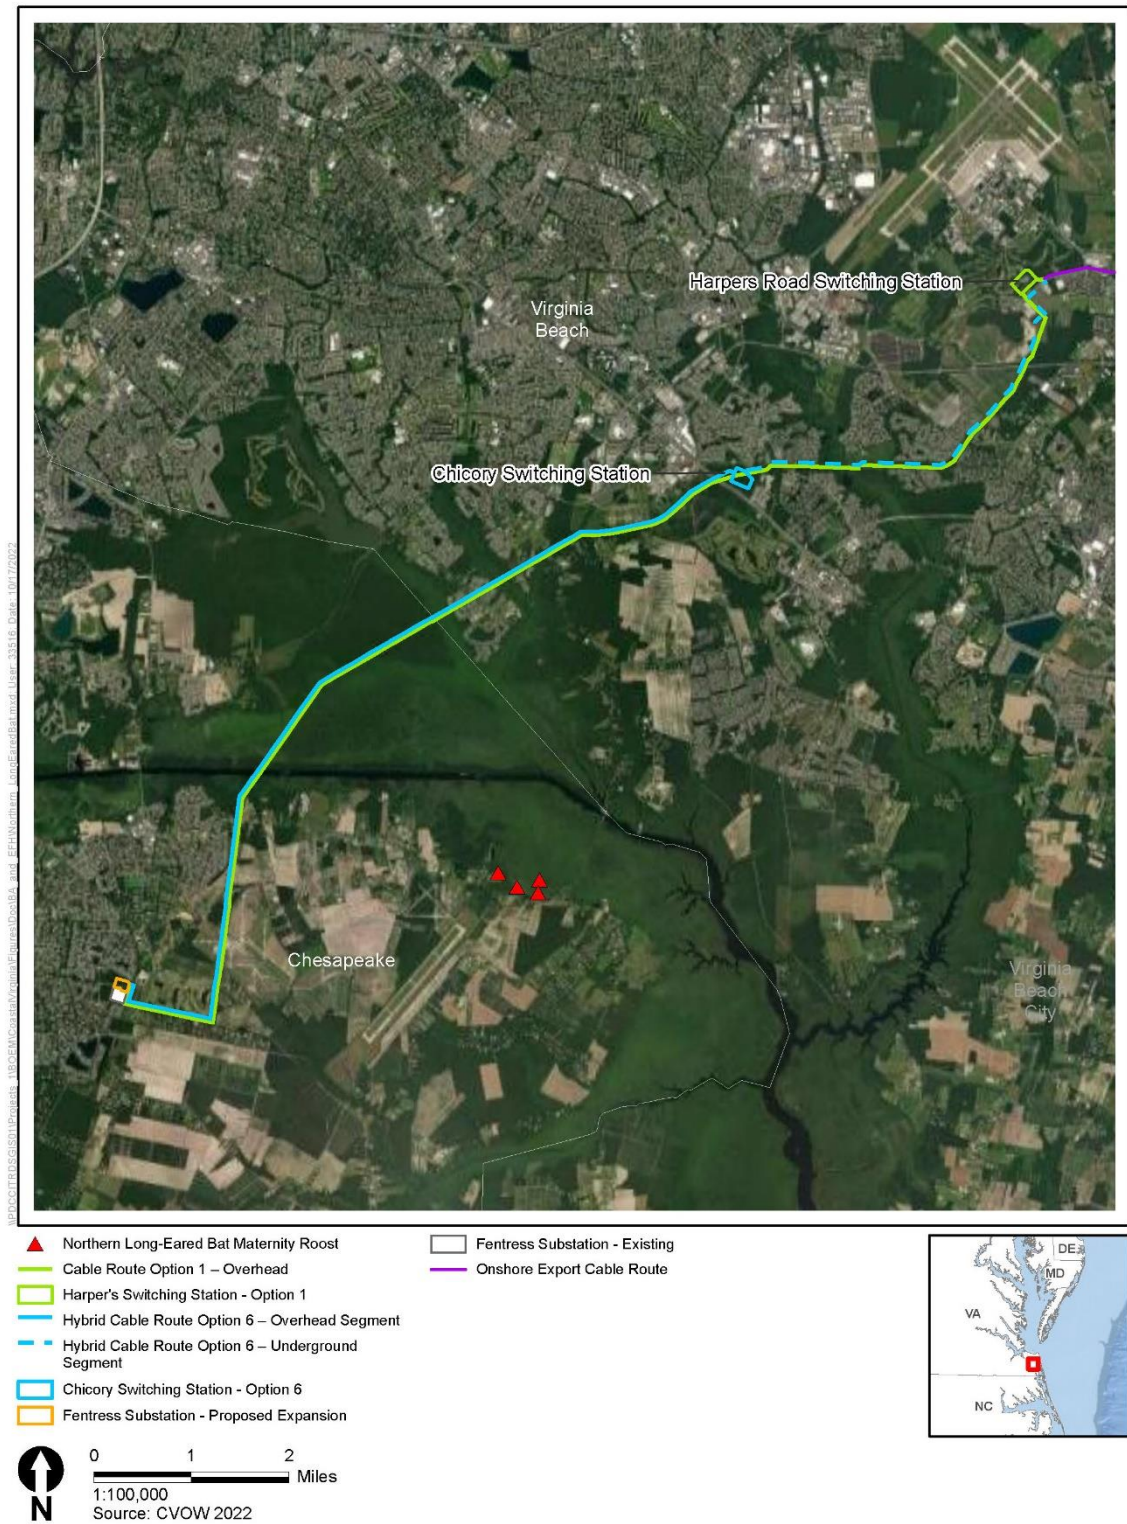 Harpers Road Switching Station
Virginia
Beach
Chicory Switching Station
Chesapeake
Virginia
Beach
City
Northern Long-Eared Bat Maternity Roost
Cable Route Option 1 – Overhead
Harper's Switching Station - Option 1
Hybrid Cable Route Option 6 – Overhead Segment
Hybrid Cable Route Option 6 – Underground
Segment
Chicory Switching Station - Option 6
Fentress Substation - Proposed Expansion
Fentress Substation - Existing
Onshore Export Cable Route
DE
MD
VA
NC
N
0 1 2
Miles
1:100,000
Source: CVOW 2022